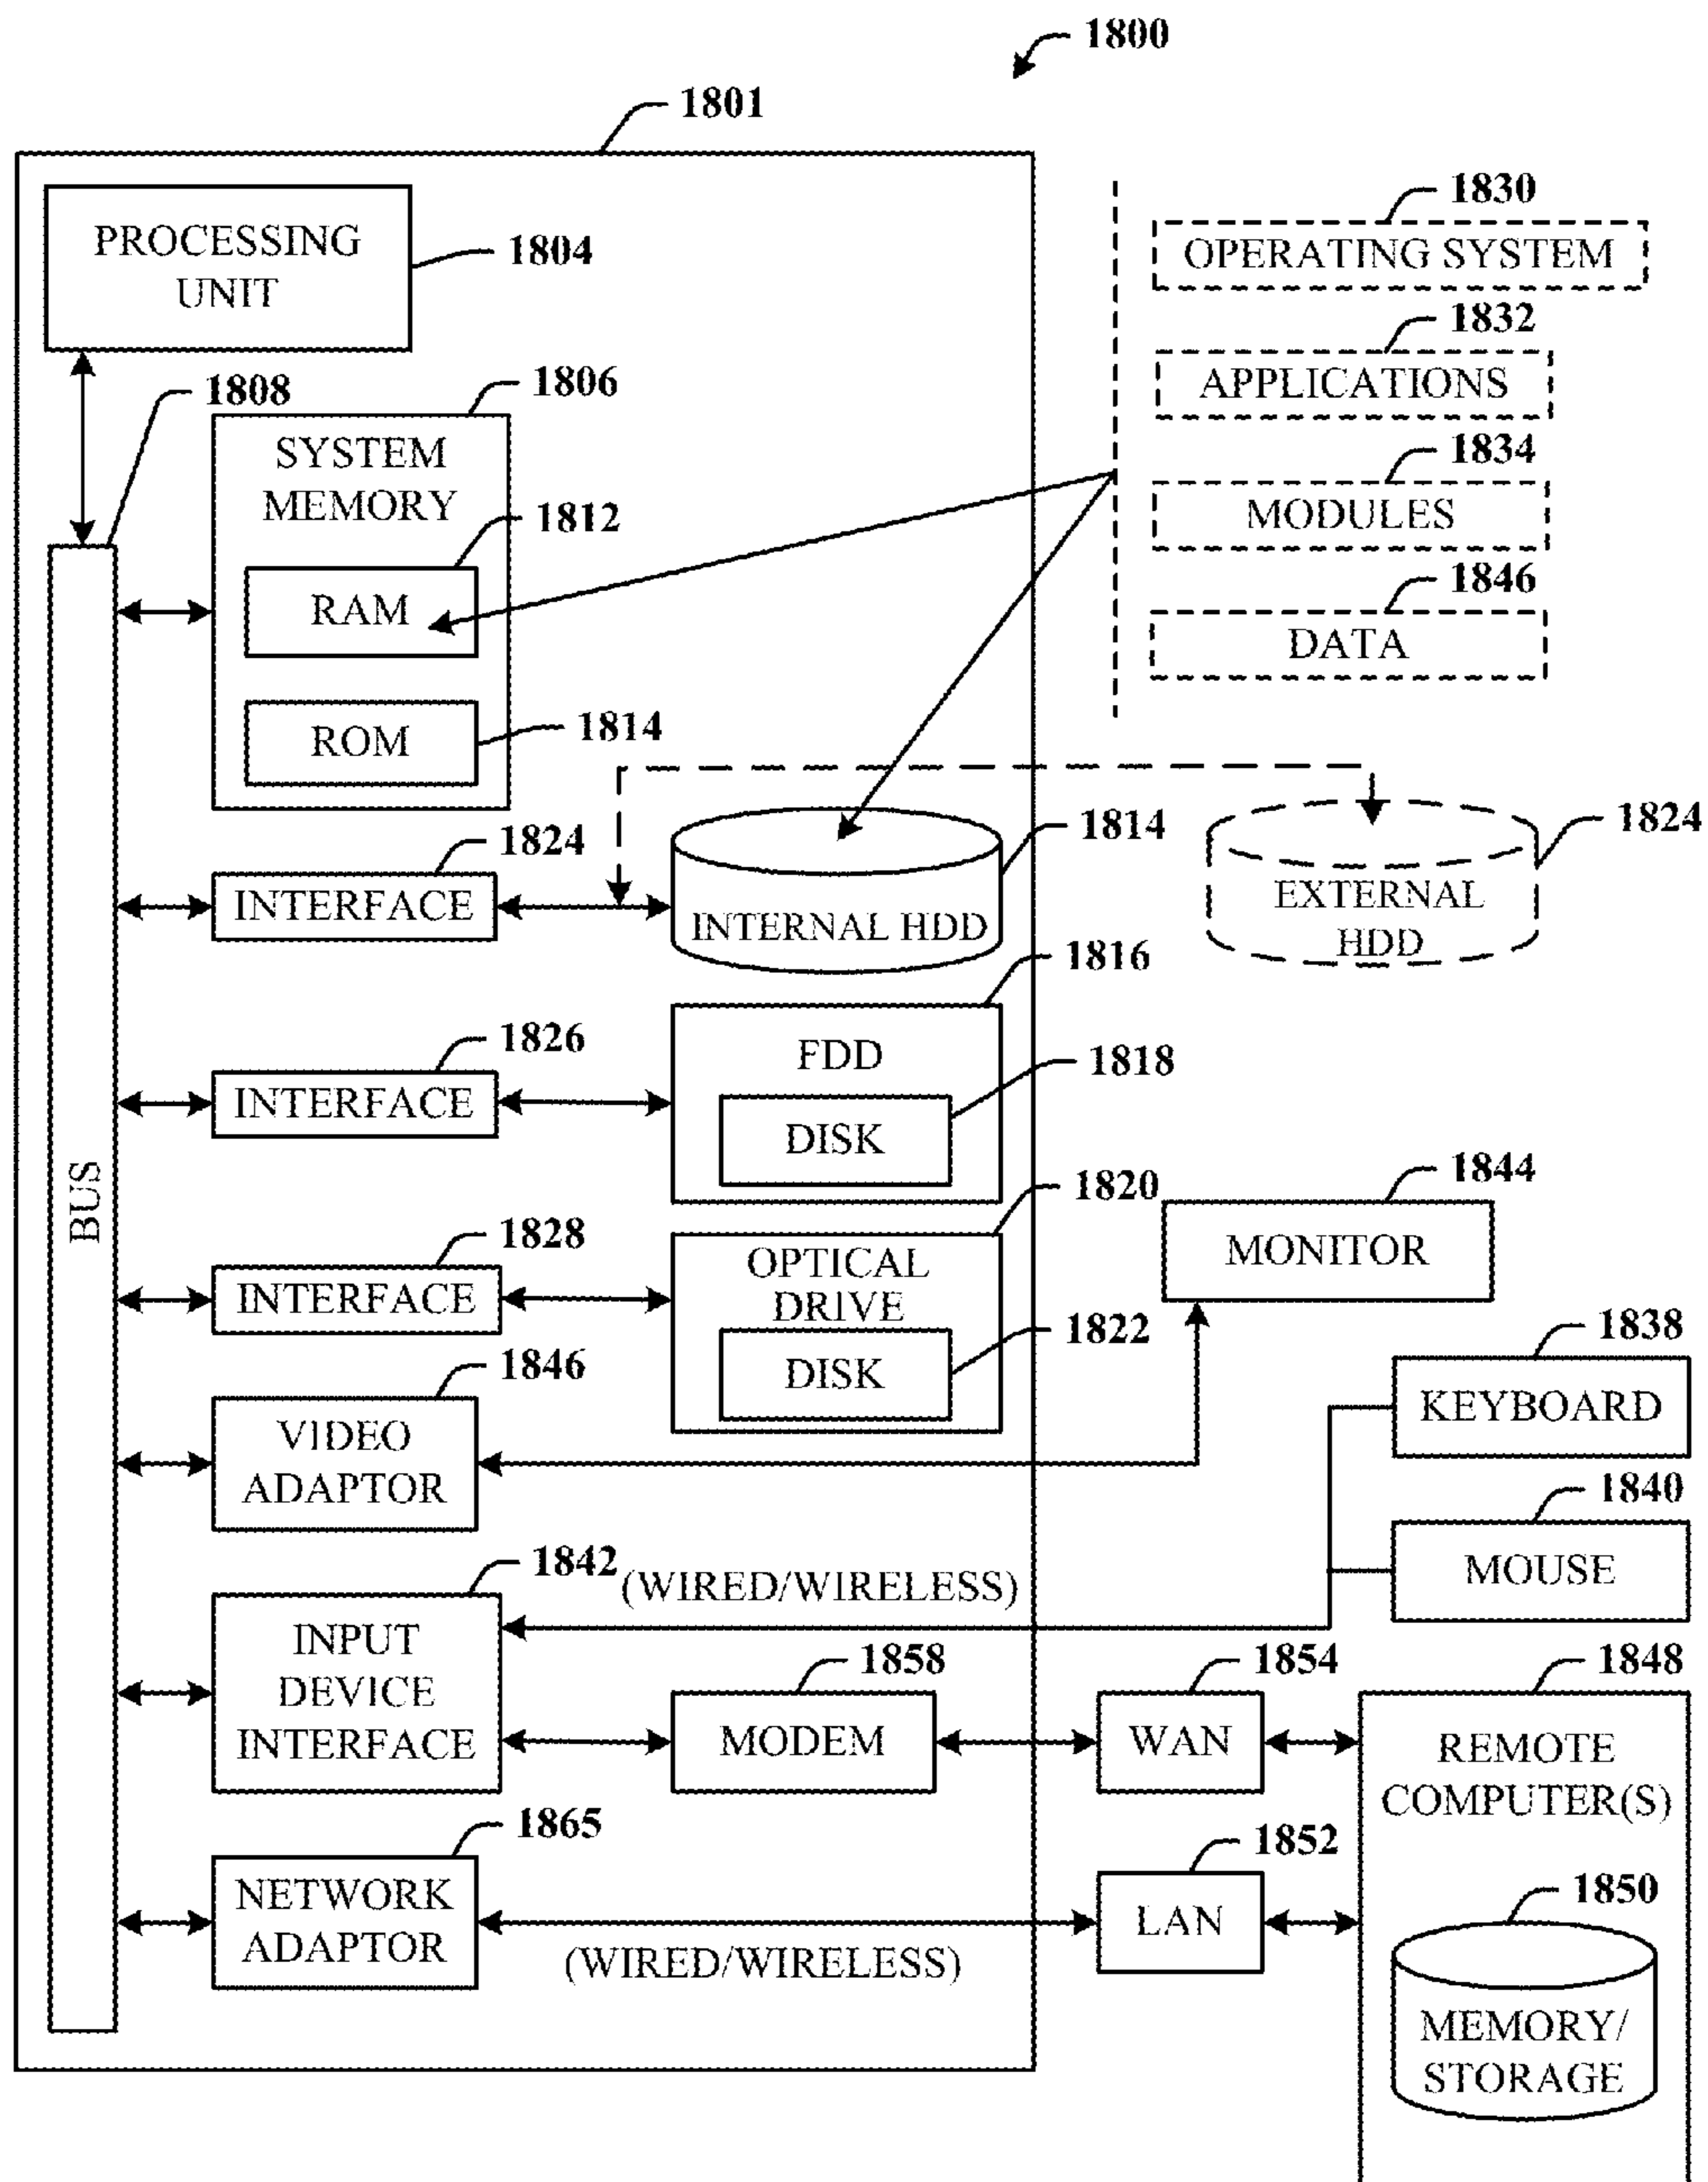 1800
1801
PROCESSING
UNIT
1804
1830
OPERATING SYSTEM
1832
APPLICATIONS
1834
MODULES
1846
DATA
1808
1806
SYSTEM
MEMORY
1812
RAM
ROM
1814
1824
INTERFACE
1814
INTERNAL HDD
1824
EXTERNAL
HDD
1826
INTERFACE
1816
FDD
1818
DISK
BUS
1828
INTERFACE
1820
OPTICAL
DRIVE
1822
DISK
1844
MONITOR
1838
KEYBOARD
1846
VIDEO
ADAPTOR
1840
MOUSE
1842
(WIRED/WIRELESS)
INPUT
DEVICE
INTERFACE
1858
MODEM
1854
WAN
1848
REMOTE
COMPUTER(S)
1865
NETWORK
ADAPTOR
(WIRED/WIRELESS)
1852
LAN
1850
MEMORY/
STORAGE